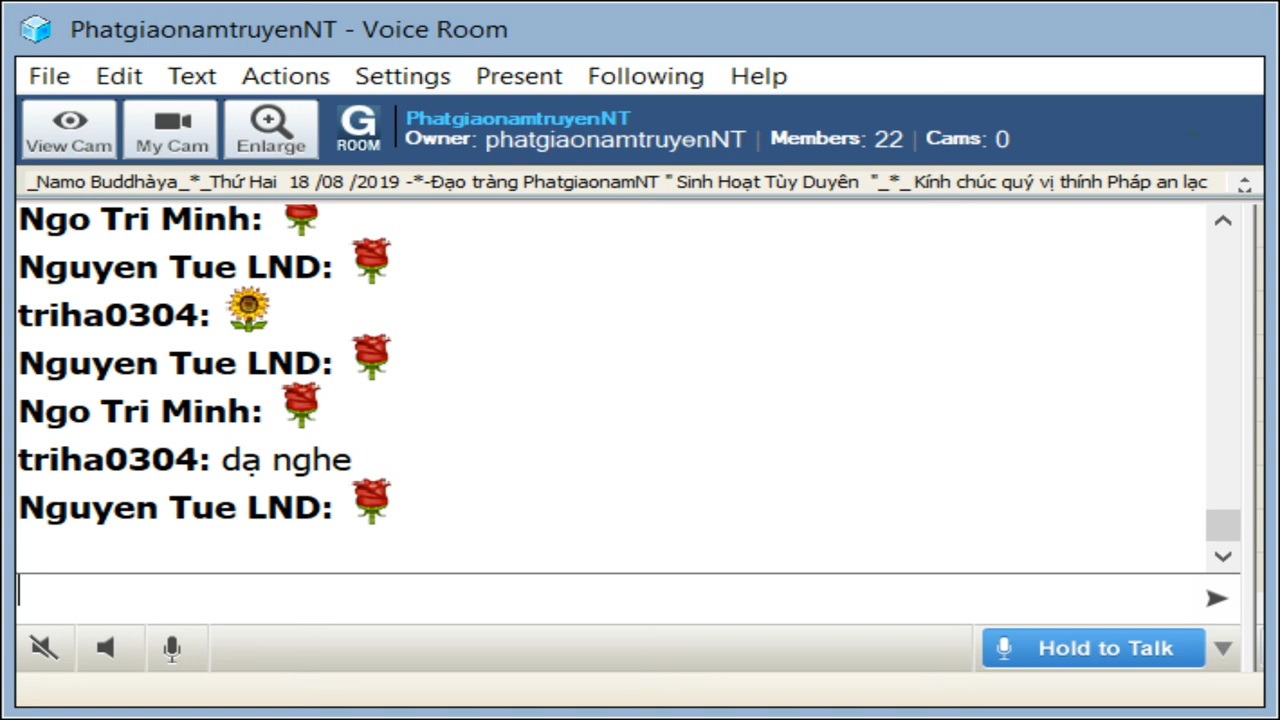 PhatgiaonamtruyenNT - Voice Room
File Edit Text Actions Settings Present Following Help
View Cam My Cam Enlarge G ROOM
PhatgiaonamtruyenNT
Owner: phatgiaonamtruyenNT | Members: 22 | Cams: 0
_Namo Buddhàya_*_Thứ Hai 18 /08 /2019 -*-Đạo tràng PhatgiaonamNT " Sinh Hoạt Tùy Duyên "_*_ Kính chúc quý vị thính Pháp an lạc
Ngo Tri Minh:
Nguyen Tue LND:
triha0304:
Nguyen Tue LND:
Ngo Tri Minh:
triha0304: dạ nghe
Nguyen Tue LND:
Hold to Talk